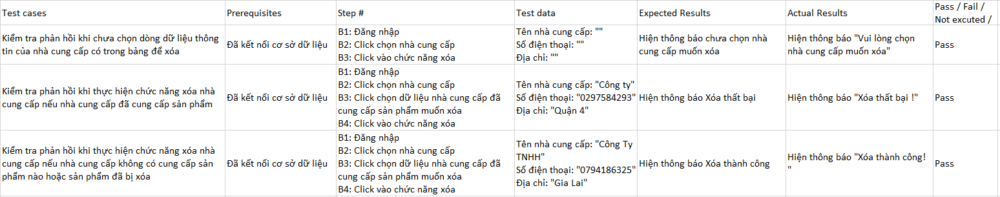 Test cases
Prerequisites
Step #
Test data
Expected Results
Actual Results
Pass / Fail /
Not excuted /
Kiểm tra phản hồi khi chưa chọn dòng dữ liệu thông
tin của nhà cung cấp có trong bảng để xóa
Đã kết nối cơ sở dữ liệu
B1: Đăng nhập
B2: Click chọn nhà cung cấp
B3: Click vào chức năng xóa
Tên nhà cung cấp: ""
Số điện thoại: ""
Địa chỉ: ""
Hiện thông báo chưa chọn nhà
cung cấp muốn xóa
Hiện thông báo "Vui lòng chọn
nhà cung cấp muốn xóa"
Pass
Kiểm tra phản hồi khi thực hiện chức năng xóa nhà
cung cấp nếu nhà cung cấp đã cung cấp sản phẩm
Đã kết nối cơ sở dữ liệu
B1: Đăng nhập
B2: Click chọn nhà cung cấp
B3: Click chọn dữ liệu nhà cung cấp đã
cung cấp sản phẩm muốn xóa
B4: Click vào chức năng xóa
Tên nhà cung cấp: "Công ty"
Số điện thoại: "0297584293"
Địa chỉ: "Quận 4"
Hiện thông báo Xóa thất bại
Hiện thông báo "Xóa thất bại !"
Pass
Kiểm tra phản hồi khi thực hiện chức năng xóa nhà
cung cấp nếu nhà cung cấp không có cung cấp sản
phẩm nào hoặc sản phẩm đã bị xóa
Đã kết nối cơ sở dữ liệu
B1: Đăng nhập
B2: Click chọn nhà cung cấp
B3: Click chọn dữ liệu nhà cung cấp đã
cung cấp sản phẩm muốn xóa
B4: Click vào chức năng xóa
Tên nhà cung cấp: "Công Ty
TNHH"
Số điện thoại: "0794186325"
Địa chỉ: "Gia Lai"
Hiện thông báo Xóa thành công
Hiện thông báo "Xóa thành công!
"
Pass